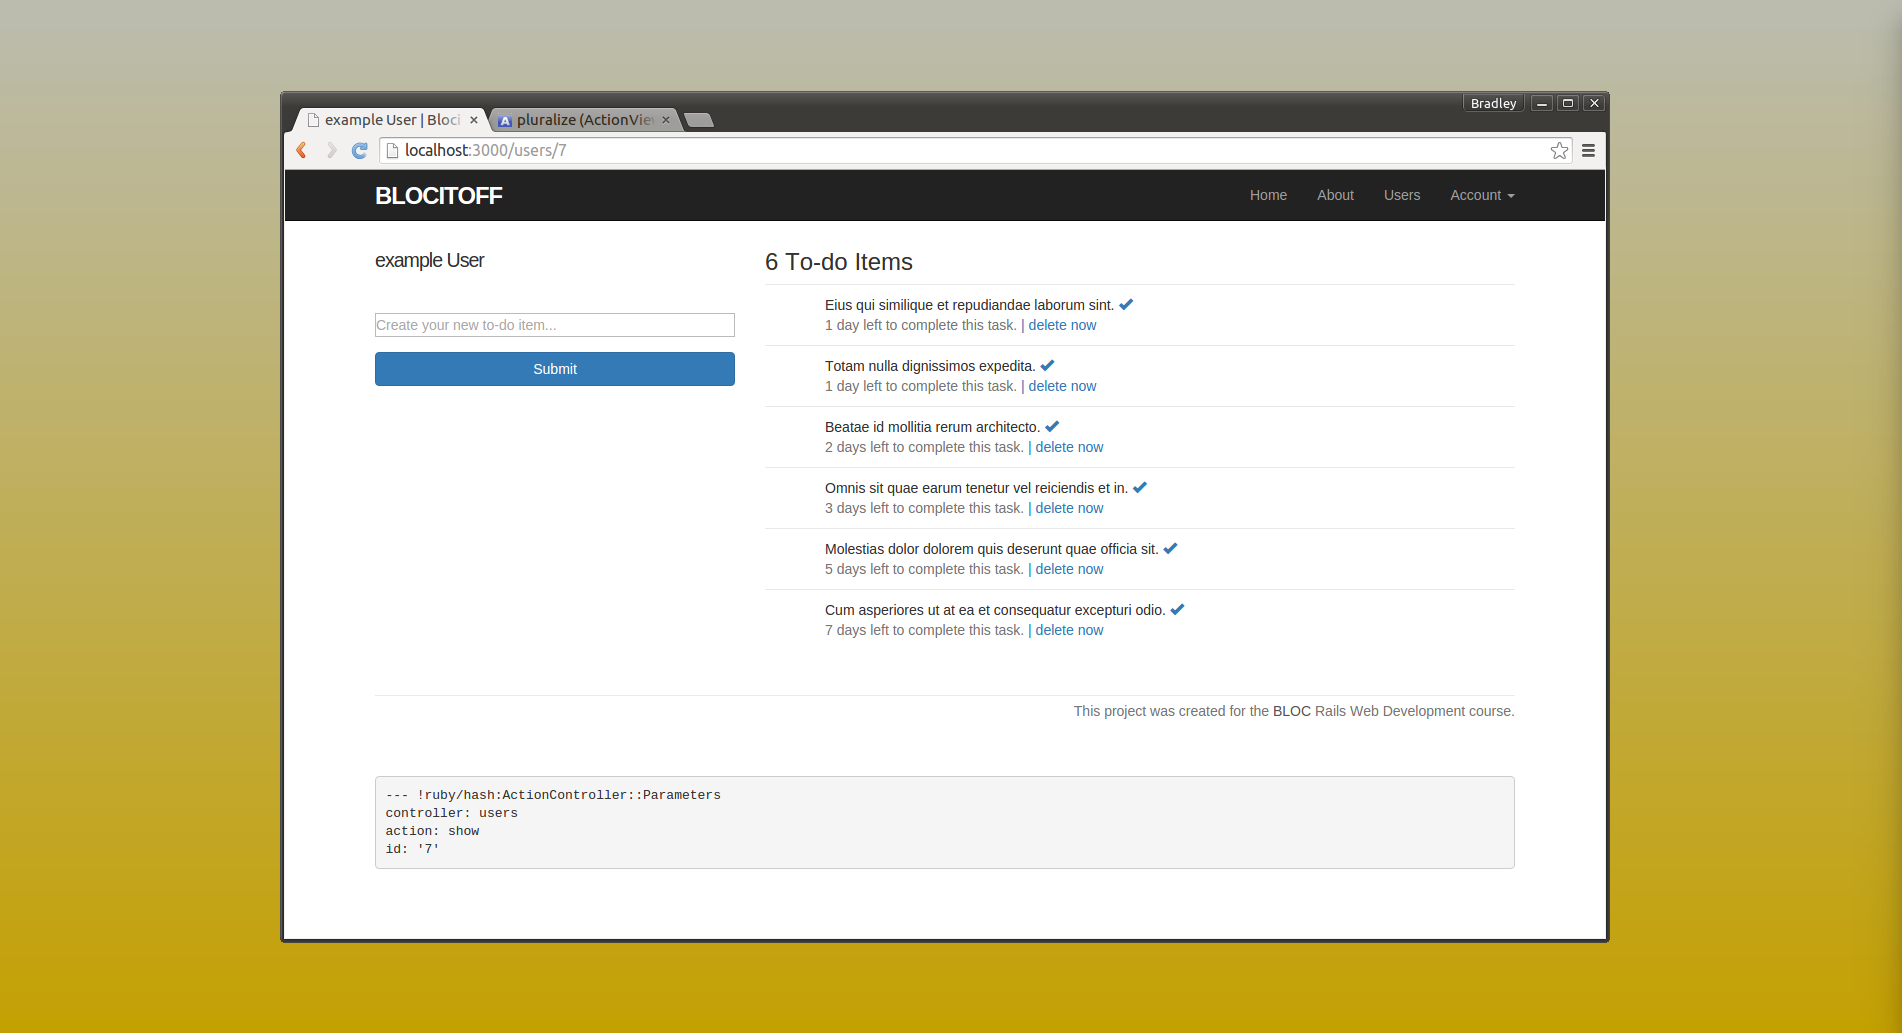 Bradley
example User | Bloci
pluralize (ActionView
localhost:3000/users/7
BLOCITOFF
Home
About
Users
Account
example User
Create your new to-do item...
Submit
6 To-do Items
Eius qui similique et repudiandae laborum sint.
1 day left to complete this task. | delete now
Totam nulla dignissimos expedita.
1 day left to complete this task. | delete now
Beatae id mollitia rerum architecto.
2 days left to complete this task. | delete now
Omnis sit quae earum tenetur vel reiciendis et in.
3 days left to complete this task. | delete now
Molestias dolor dolorem quis deserunt quae officia sit.
5 days left to complete this task. | delete now
Cum asperiores ut at ea et consequatur excepturi odio.
7 days left to complete this task. | delete now
This project was created for the BLOC Rails Web Development course.
--- !ruby/hash:ActionController::Parameters
controller: users
action: show
id: '7'